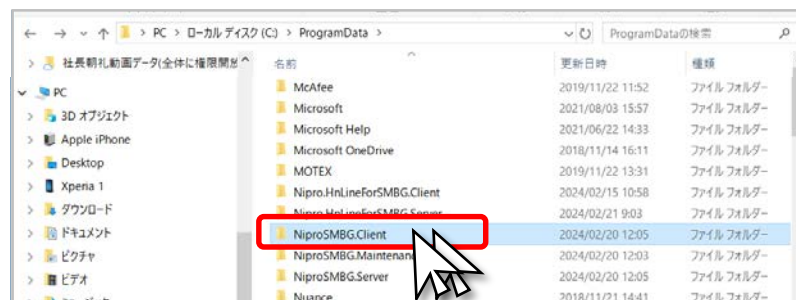 PC > ローカル ディスク (C:) > ProgramData >
ProgramDataの検索
社長朝礼動画データ(全体に権限開放
名前 更新日時 種類
PC
3D オブジェクト
Apple iPhone
Desktop
Xperia 1
ダウンロード
ドキュメント
ピクチャ
ビデオ
McAfee 2019/11/22 11:52 ファイル フォルダー
Microsoft 2021/08/03 15:57 ファイル フォルダー
Microsoft Help 2021/06/22 14:33 ファイル フォルダー
Microsoft OneDrive 2018/11/14 16:11 ファイル フォルダー
MOTEX 2019/11/22 13:31 ファイル フォルダー
Nipro.HnLineForSMBG.Client 2024/02/15 10:58 ファイル フォルダー
Nipro.HnLineForSMBG.Server 2024/02/21 9:03 ファイル フォルダー
NiproSMBG.Client 2024/02/20 12:05 ファイル フォルダー
NiproSMBG.Maintenanc 2024/02/20 12:03 ファイル フォルダー
NiproSMBG.Server 2024/02/20 12:05 ファイル フォルダー
Nuance 2018/11/21 14:41 ファイル フォルダー